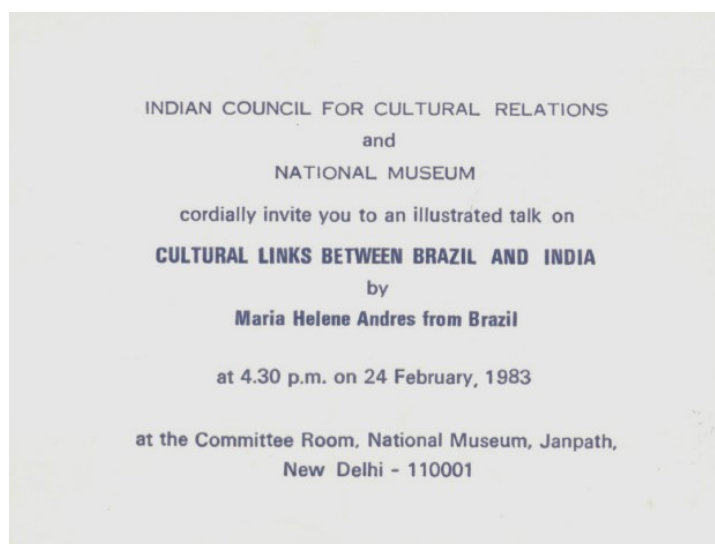 INDIAN COUNCIL FOR CULTURAL RELATIONS
and
NATIONAL MUSEUM
cordially invite you to an illustrated talk on
CULTURAL LINKS BETWEEN BRAZIL AND INDIA
by
Maria Helene Andres from Brazil
at 4.30 p.m. on 24 February, 1983
at the Committee Room, National Museum, Janpath,
New Delhi - 110001